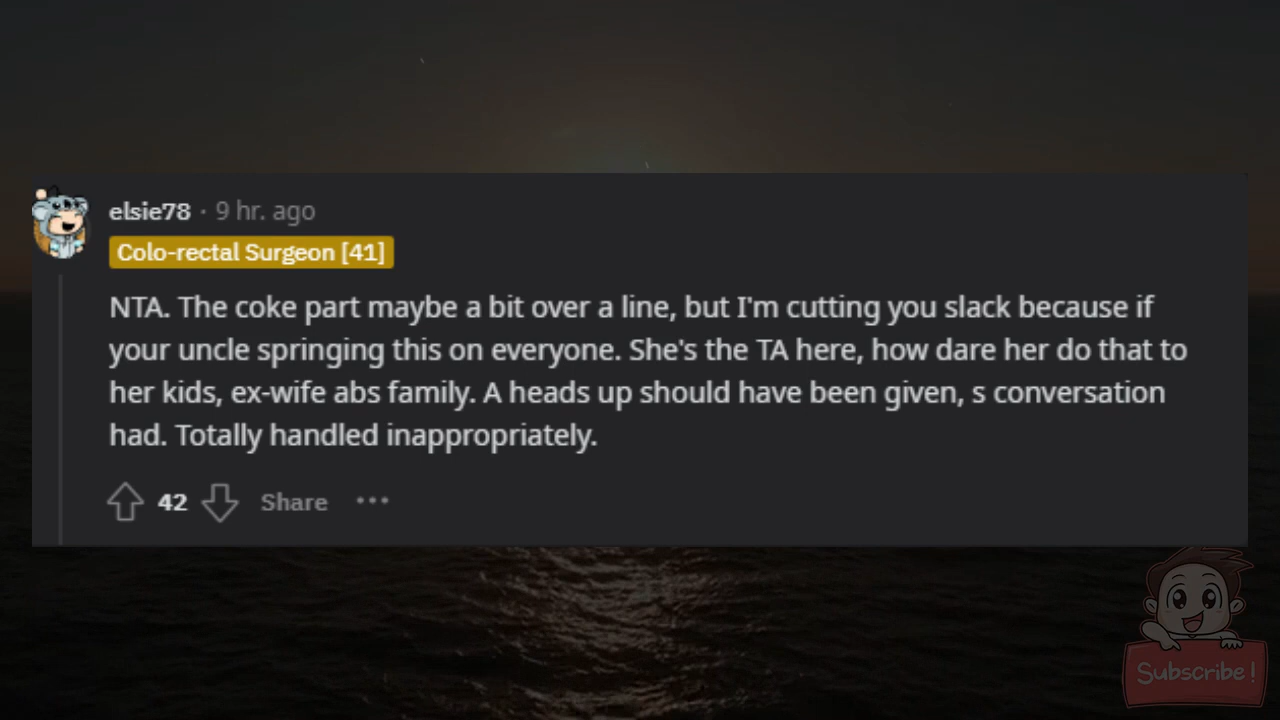 elsie78 · 9 hr. ago
Colo-rectal Surgeon [41]
NTA. The coke part maybe a bit over a line, but I'm cutting you slack because if
your uncle springing this on everyone. She's the TA here, how dare her do that to
her kids, ex-wife abs family. A heads up should have been given, s conversation
had. Totally handled inappropriately.
42 Share ···
Subscribe!